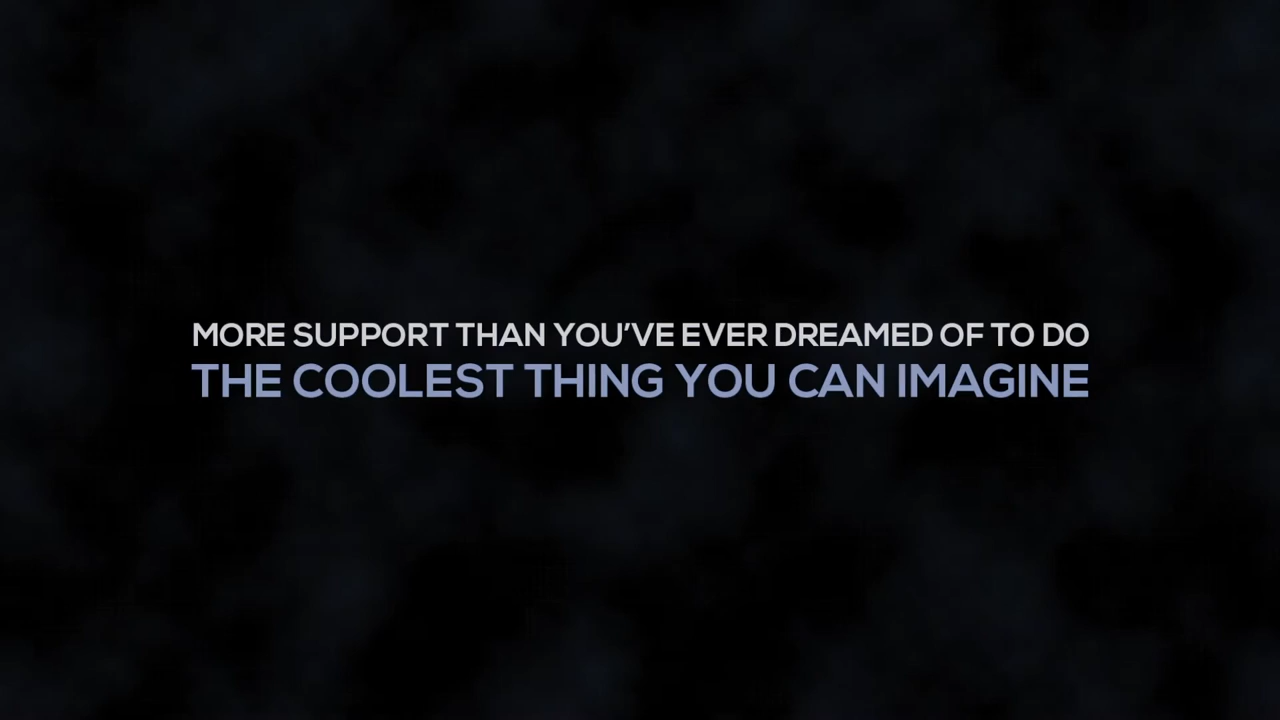 MORE SUPPORT THAN YOU’VE EVER DREAMED OF TO DO
THE COOLEST THING YOU CAN IMAGINE